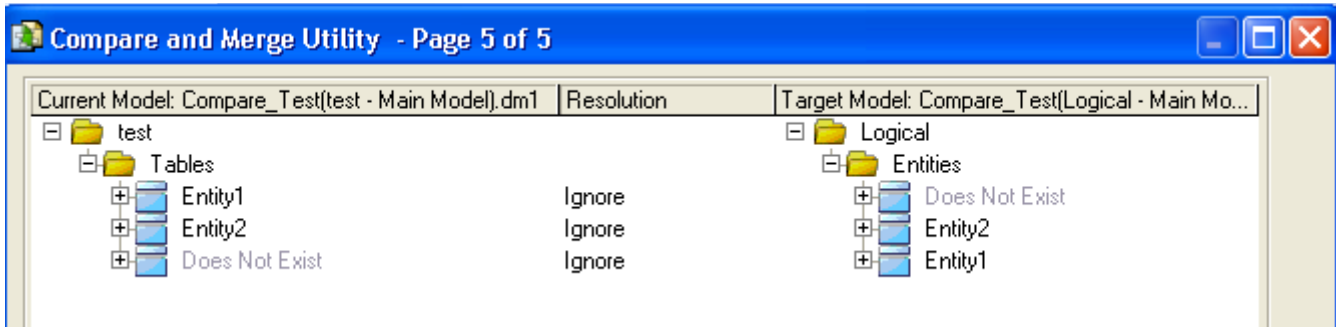 Compare and Merge Utility - Page 5 of 5
Current Model: Compare_Test(test - Main Model).dm1 Resolution Target Model: Compare_Test(Logical - Main Mo...
test Logical
Tables Entities
Entity1 Ignore Does Not Exist
Entity2 Ignore Entity2
Does Not Exist Ignore Entity1